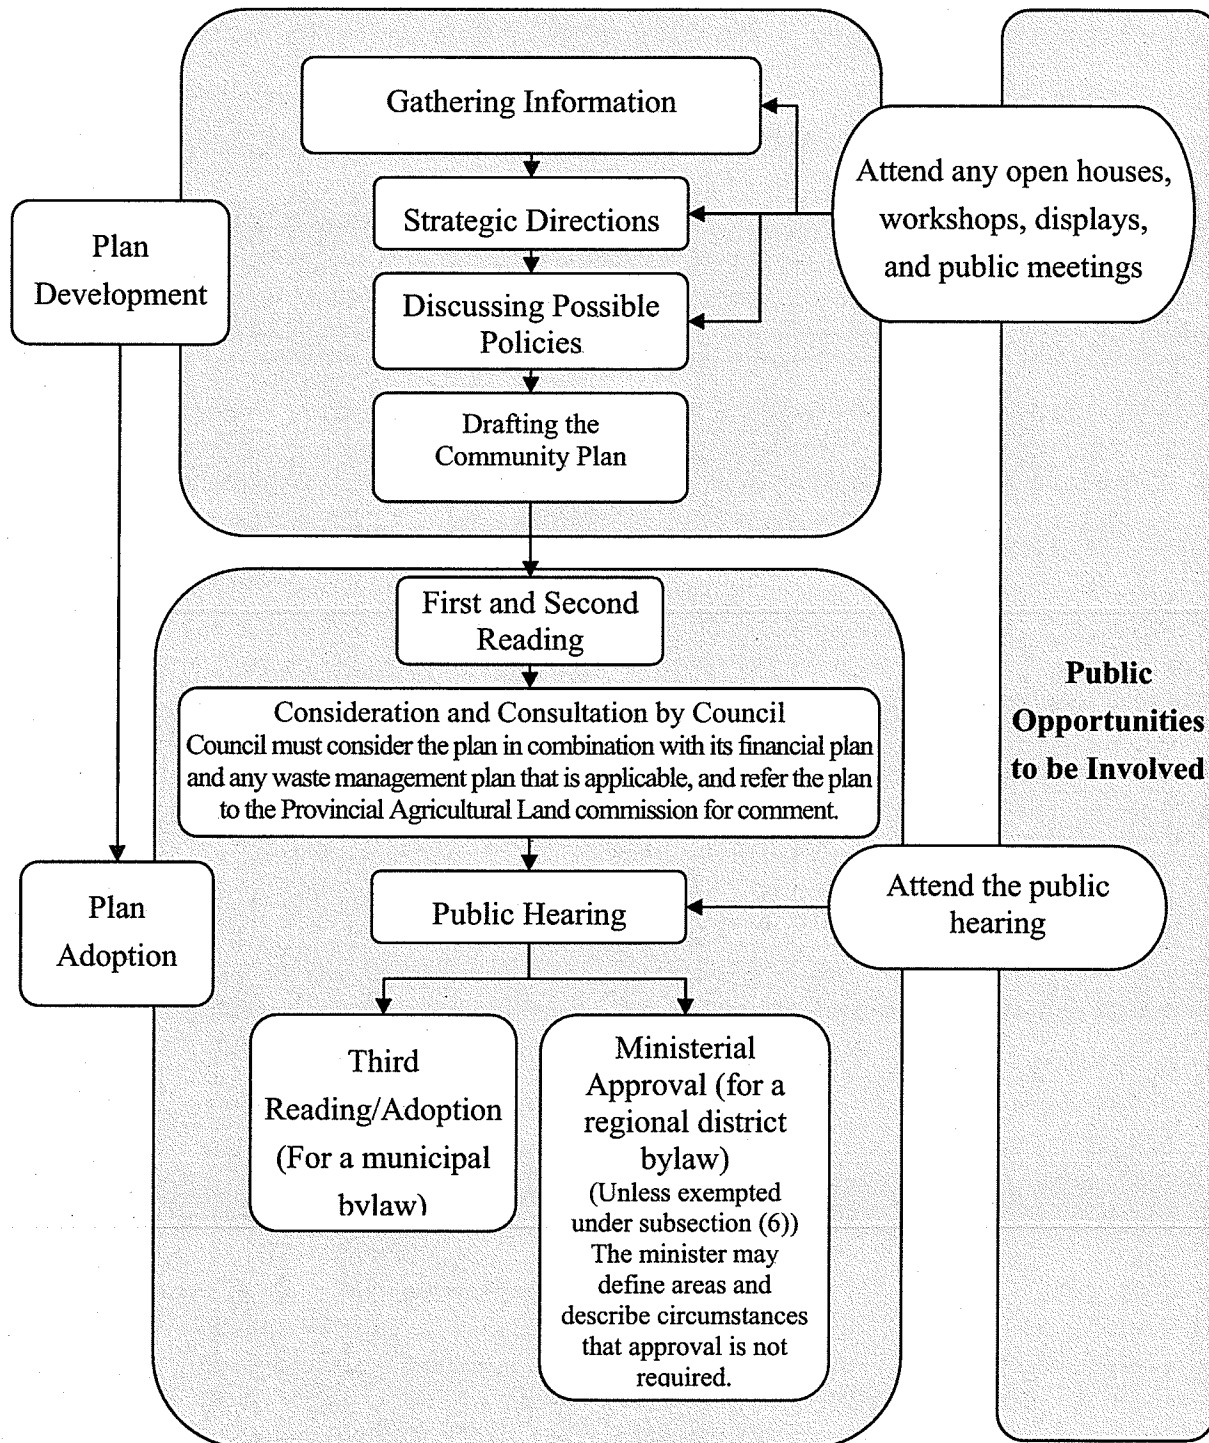 Gathering Information
Strategic Directions
Discussing Possible
Policies
Drafting the
Community Plan
Attend any open houses,
workshops, displays,
and public meetings
Plan
Development
First and Second
Reading
Consideration and Consultation by Council
Council must consider the plan in combination with its financial plan
and any waste management plan that is applicable, and refer the plan
to the Provincial Agricultural Land commission for comment.
Public
Opportunities
to be Involved
Plan
Adoption
Public Hearing
Attend the public
hearing
Third
Reading/Adoption
(For a municipal
bylaw)
Ministerial
Approval (for a
regional district
bylaw)
(Unless exempted
under subsection (6))
The minister may
define areas and
describe circumstances
that approval is not
required.